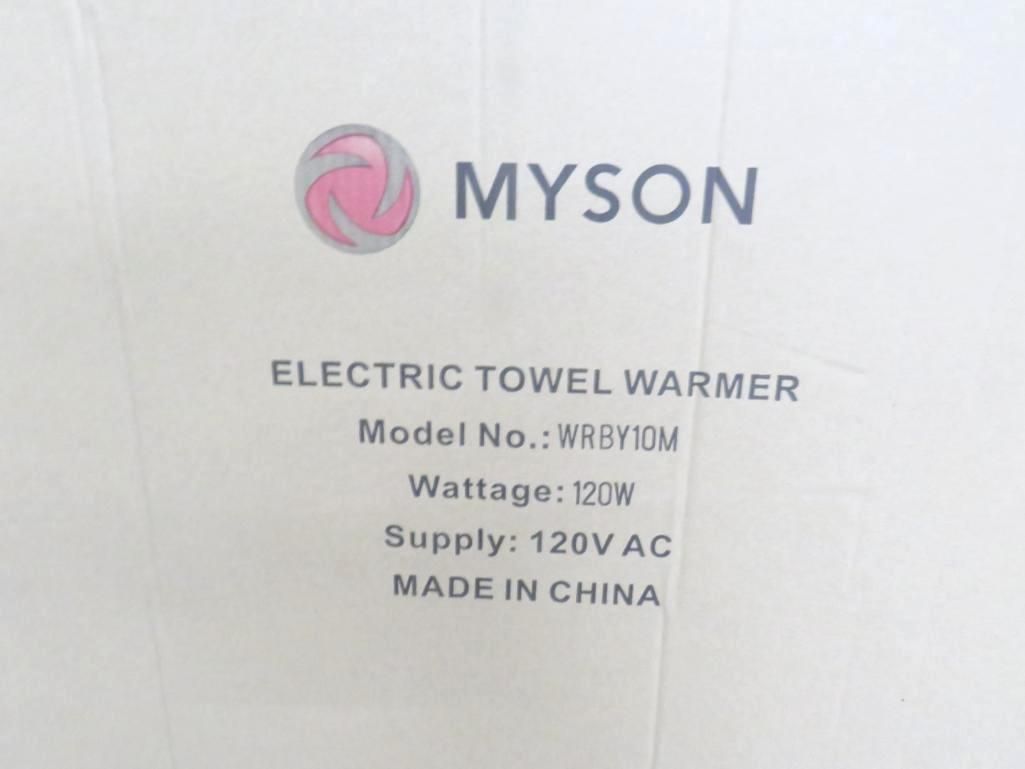 MYSON
ELECTRIC TOWEL WARMER
Model No.: WRBY10M
Wattage: 120W
Supply: 120V AC
MADE IN CHINA